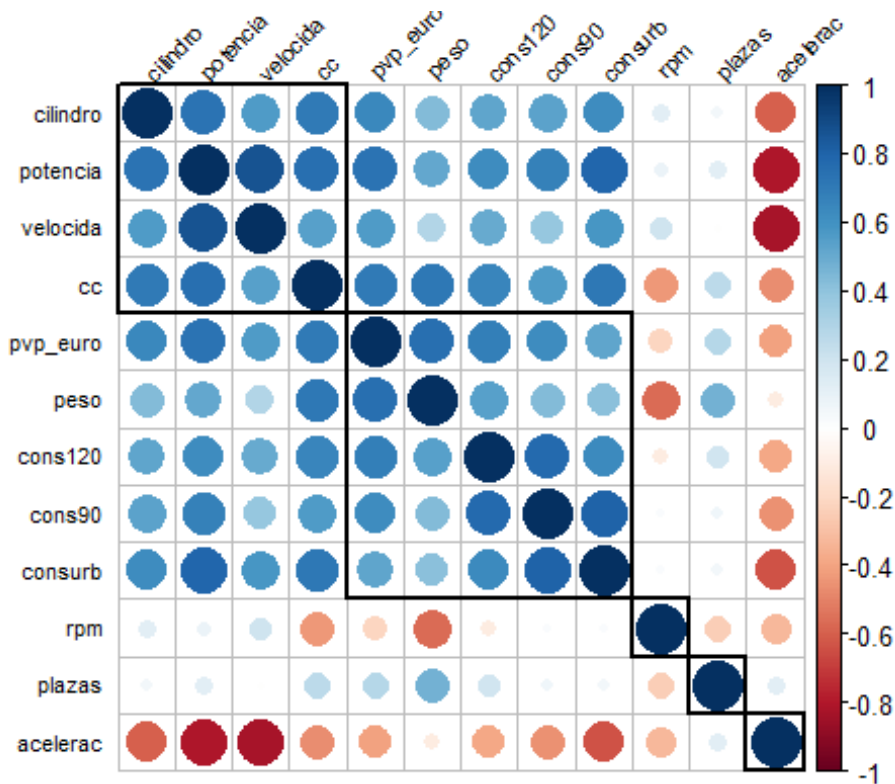 cilindro potencia velocida cc pvp_euro peso cons120 cons90 consurb rpm plazas acelerac
cilindro
potencia
velocida
cc
pvp_euro
peso
cons120
cons90
consurb
rpm
plazas
acelerac
1
0.8
0.6
0.4
0.2
0
-0.2
-0.4
-0.6
-0.8
-1